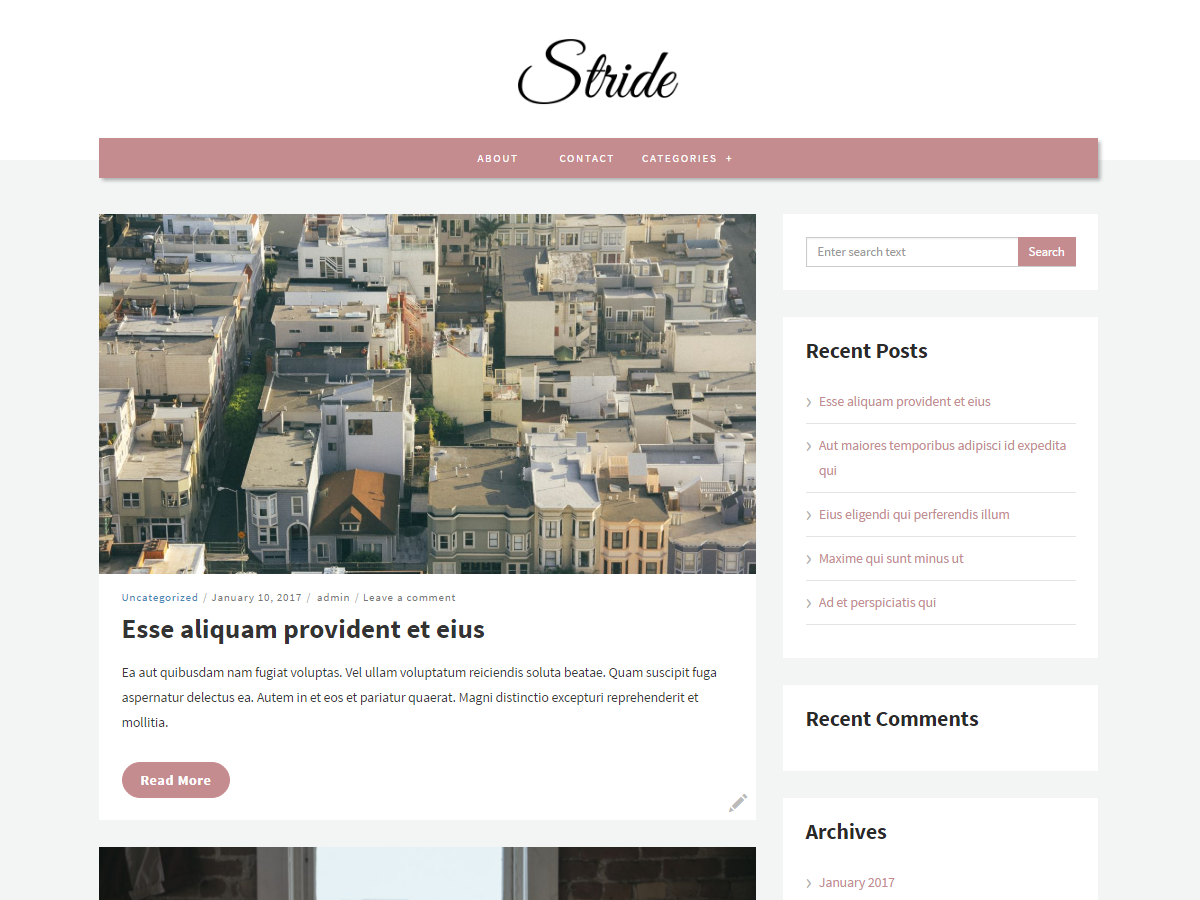 Stride
ABOUT CONTACT CATEGORIES +
Uncategorized / January 10, 2017 / admin / Leave a comment
Esse aliquam provident et eius
Ea aut quibusdam nam fugiat voluptas. Vel ullam voluptatum reiciendis soluta beatae. Quam suscipit fuga
aspernatur delectus ea. Autem in et eos et pariatur quaerat. Magni distinctio excepturi reprehenderit et
mollitia.
Read More
Enter search text Search
Recent Posts
Esse aliquam provident et eius
Aut maiores temporibus adipisci id expedita
qui
Eius eligendi qui perferendis illum
Maxime qui sunt minus ut
Ad et perspiciatis qui
Recent Comments
Archives
January 2017